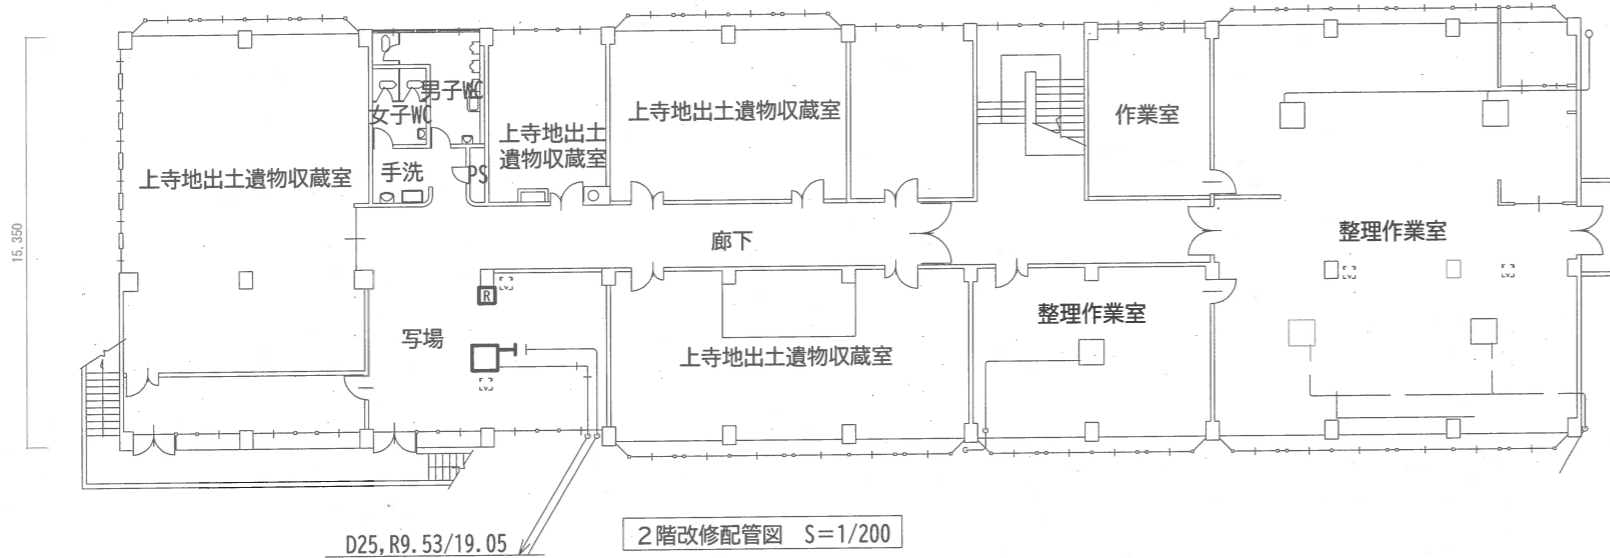 男子WC
女子WC
上寺地出土遺物収蔵室
作業室
上寺地出土
遺物収蔵室
手洗
PS
上寺地出土遺物収蔵室
15,350
廊下
整理作業室
R
写場
整理作業室
上寺地出土遺物収蔵室
D25, R9.53/19.05
2階改修配管図 S=1/200